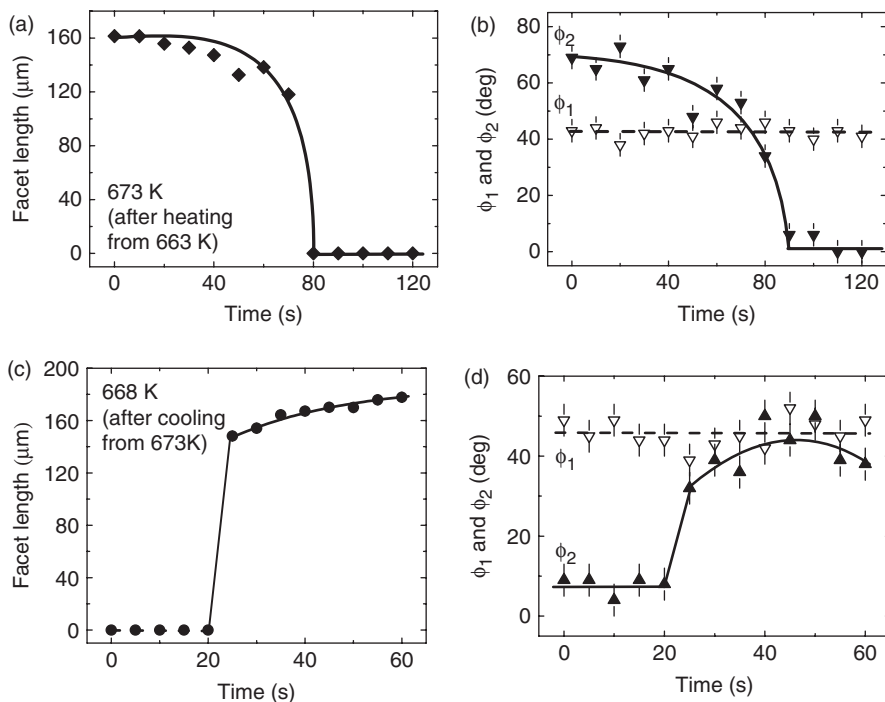 (a)
160
120
80
40
0
Facet length (μm)
673 K
(after heating
from 663 K)
0 40 80 120
Time (s)
(b)
80
60
40
20
0
ϕ1 and ϕ2 (deg)
ϕ2
ϕ1
0 20 40 60 80 100 120
Time (s)
(c)
200
160
120
80
40
0
Facet length (μm)
668 K
(after cooling
from 673K)
0 20 40 60
Time (s)
(d)
60
40
20
0
ϕ1 and ϕ2 (deg)
ϕ1
ϕ2
0 20 40 60
Time (s)